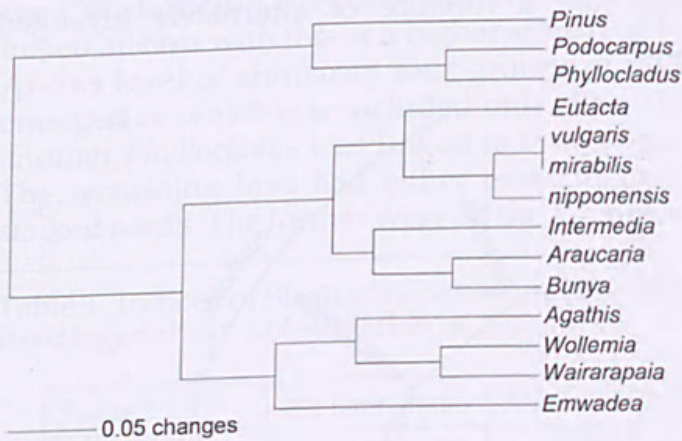 Pinus
Podocarpus
Phyllocladus
Eutacta
vulgaris
mirabilis
nipponensis
Intermedia
Araucaria
Bunya
Agathis
Wollemia
Wairarapaia
Emwadea
0.05 changes